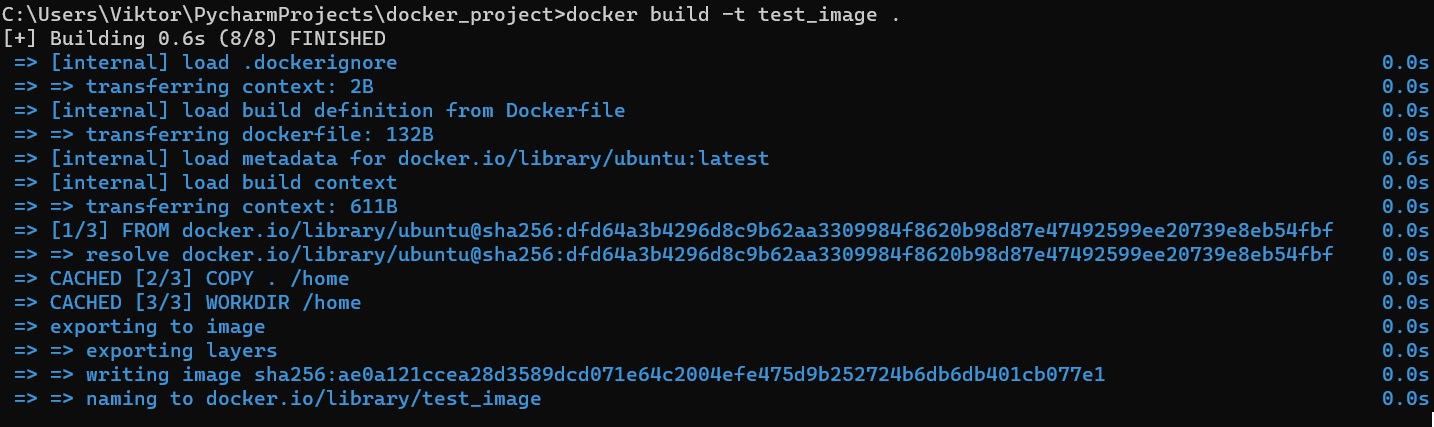 C:\Users\Viktor\PycharmProjects\docker_project>docker build -t test_image .
[+] Building 0.6s (8/8) FINISHED
=> [internal] load .dockerignore 0.0s
=> => transferring context: 2B 0.0s
=> [internal] load build definition from Dockerfile 0.0s
=> => transferring dockerfile: 132B 0.0s
=> [internal] load metadata for docker.io/library/ubuntu:latest 0.6s
=> [internal] load build context 0.0s
=> => transferring context: 611B 0.0s
=> [1/3] FROM docker.io/library/ubuntu@sha256:dfd64a3b4296d8c9b62aa3309984f8620b98d87e47492599ee20739e8eb54fbf 0.0s
=> => resolve docker.io/library/ubuntu@sha256:dfd64a3b4296d8c9b62aa3309984f8620b98d87e47492599ee20739e8eb54fbf 0.0s
=> CACHED [2/3] COPY . /home 0.0s
=> CACHED [3/3] WORKDIR /home 0.0s
=> exporting to image 0.0s
=> => exporting layers 0.0s
=> => writing image sha256:ae0a121ccea28d3589dcd071e64c2004efe475d9b252724b6db6db401cb077e1 0.0s
=> => naming to docker.io/library/test_image 0.0s